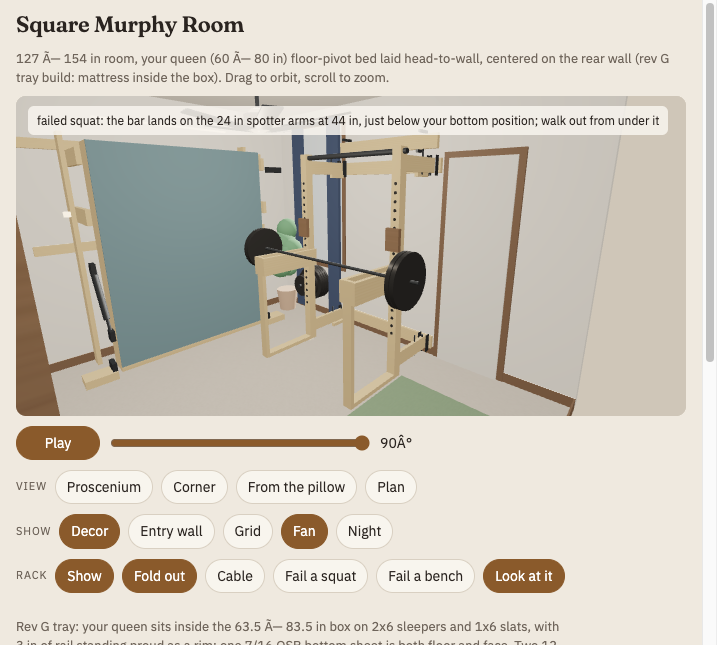 Square Murphy Room
127 Ã— 154 in room, your queen (60 Ã— 80 in) floor-pivot bed laid head-to-wall, centered on the rear wall (rev G
tray build: mattress inside the box). Drag to orbit, scroll to zoom.
failed squat: the bar lands on the 24 in spotter arms at 44 in, just below your bottom position; walk out from under it
Play 90Â°
VIEW Proscenium Corner From the pillow Plan
SHOW Decor Entry wall Grid Fan Night
RACK Show Fold out Cable Fail a squat Fail a bench Look at it
Rev G tray: your queen sits inside the 63.5 Ã— 83.5 in box on 2x6 sleepers and 1x6 slats, with
3 in of rail standing proud as a rim; one 7/16 OSB bottom sheet is both floor and face. Two 12